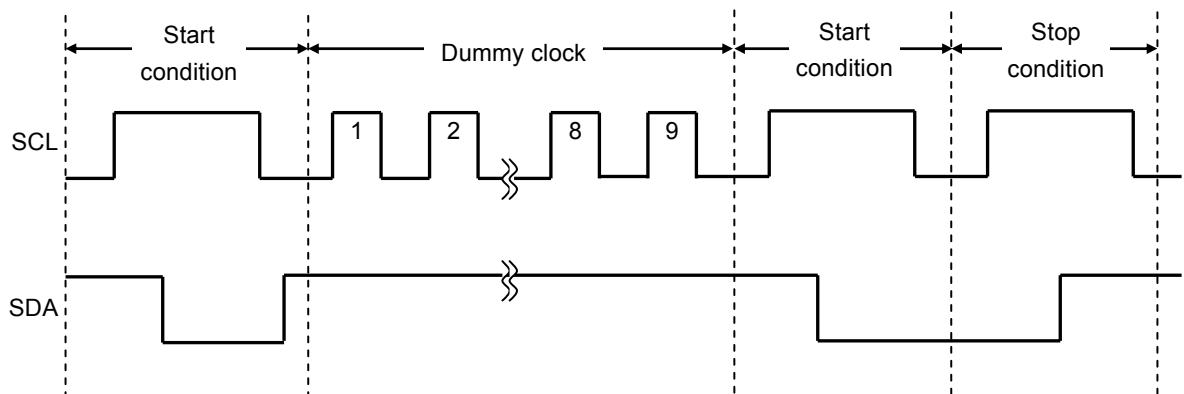 Start
condition
Dummy clock
Start
condition
Stop
condition
SCL
1
2
8
9
SDA